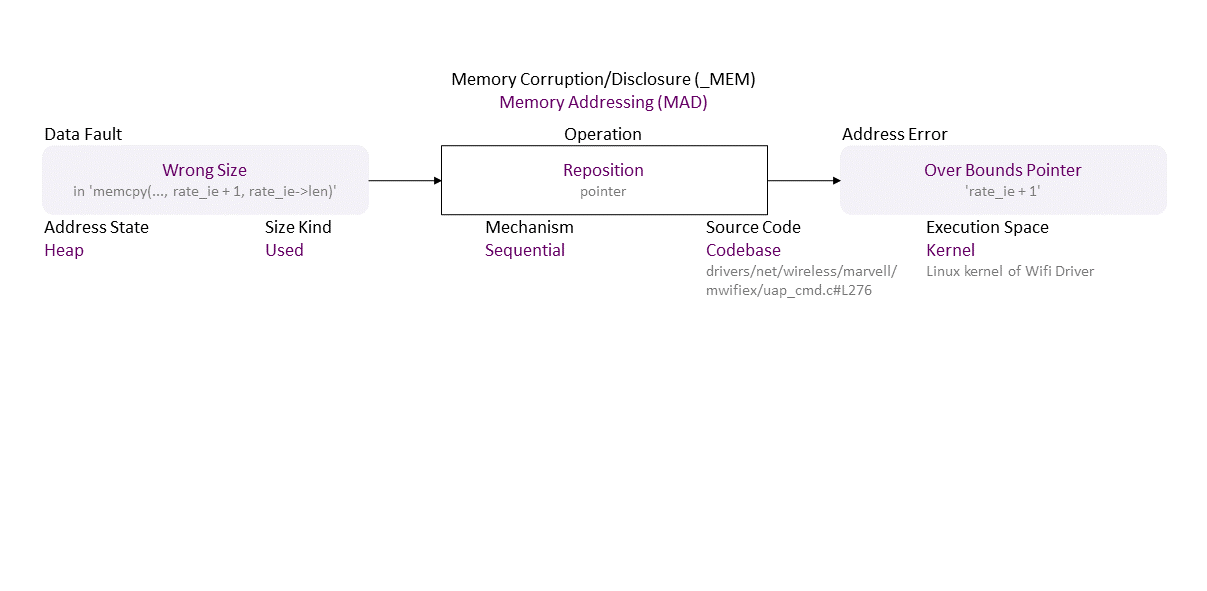 Memory Corruption/Disclosure (_MEM)
Memory Addressing (MAD)
Data Fault
Operation
Address Error
Wrong Size
in 'memcpy(..., rate_ie + 1, rate_ie->len)'
Reposition
pointer
Over Bounds Pointer
'rate_ie + 1'
Address State
Heap
Size Kind
Used
Mechanism
Sequential
Source Code
Codebase
drivers/net/wireless/marvell/
mwifiex/uap_cmd.c#L276
Execution Space
Kernel
Linux kernel of Wifi Driver